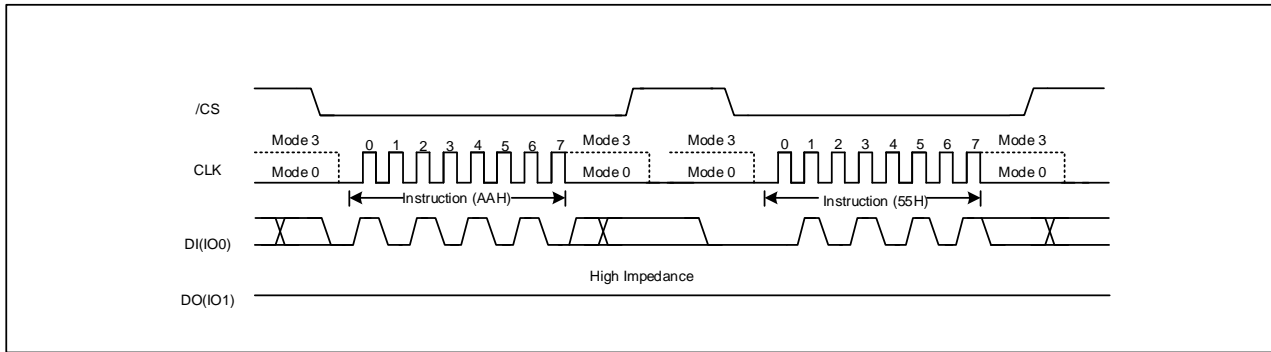 /CS
Mode 3 0 1 2 3 4 5 6 7 Mode 3 Mode 3 0 1 2 3 4 5 6 7 Mode 3
CLK
Mode 0 Mode 0 Mode 0 Mode 0
Instruction (AAH) Instruction (55H)
DI(IO0)
High Impedance
DO(IO1)